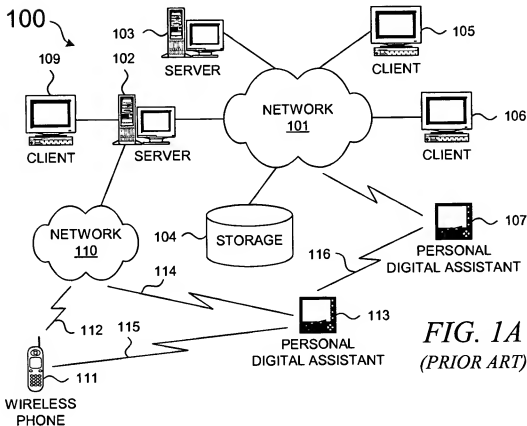 100
109
102
103
SERVER
105
CLIENT
CLIENT
SERVER
NETWORK
101
106
CLIENT
NETWORK
110
104
STORAGE
107
PERSONAL
DIGITAL ASSISTANT
116
114
112
115
113
PERSONAL
DIGITAL ASSISTANT
111
WIRELESS
PHONE
FIG. 1A
(PRIOR ART)